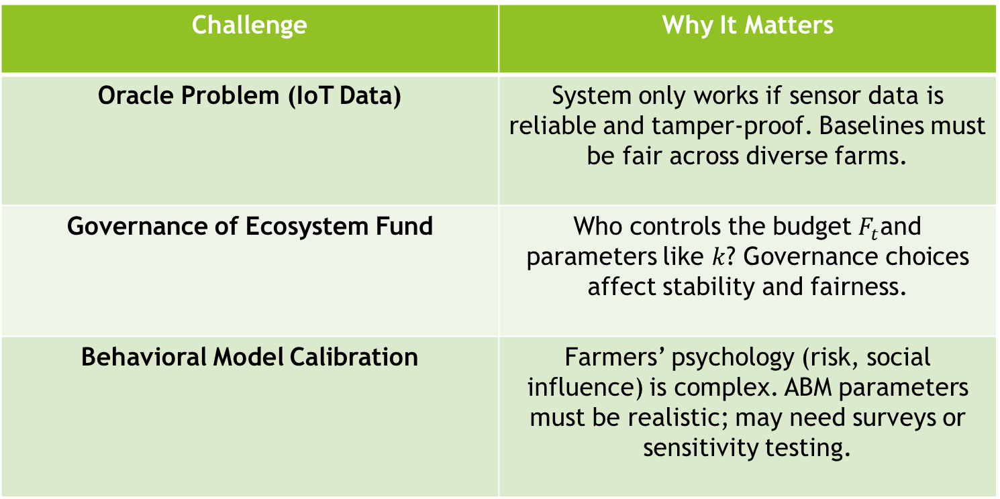 Challenge
Why It Matters
Oracle Problem (IoT Data)
System only works if sensor data is
reliable and tamper-proof. Baselines must
be fair across diverse farms.
Governance of Ecosystem Fund
Who controls the budget Fₜand
parameters like k? Governance choices
affect stability and fairness.
Behavioral Model Calibration
Farmers’ psychology (risk, social
influence) is complex. ABM parameters
must be realistic; may need surveys or
sensitivity testing.